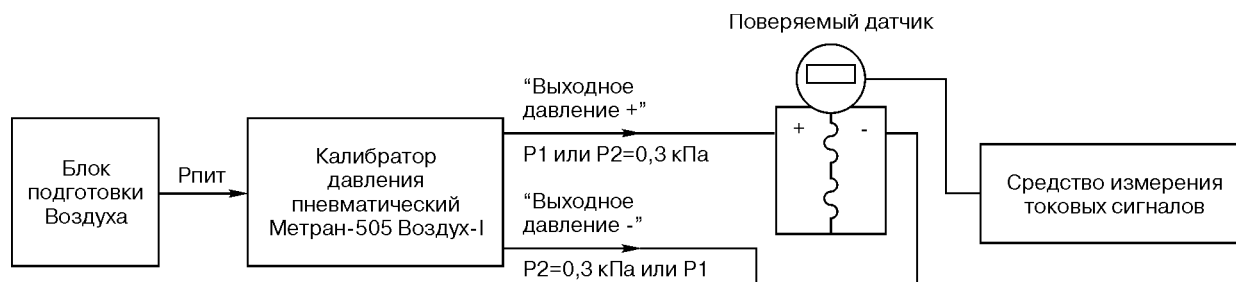 Поверяемый датчик
“Выходное
давление +”
+ -
P1 или P2=0,3 кПа
Блок
подготовки
Воздуха
Pпит
Калибратор
давления
пневматический
Метран-505 Воздух-I
“Выходное
давление -”
P2=0,3 кПа или P1
Средство измерения
токовых сигналов